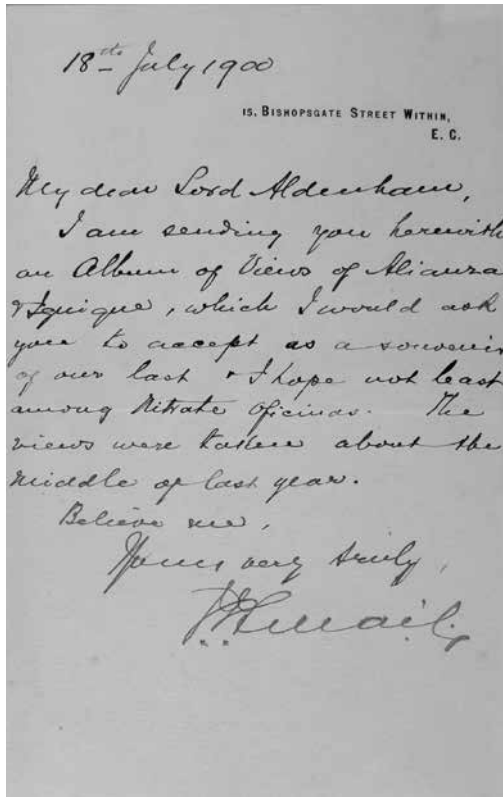 18th July 1900
15, BISHOPSGATE STREET WITHIN,
E. C.
My dear Lord Aldenham,
I am sending you herewith
an Album of Views of Alianza
& Iquique, which I would ask
you to accept as a souvenir
of our last & I hope not least
among Nitrate Oficinas. The
views were taken about the
middle of last year.
Believe me,
Yours very truly,